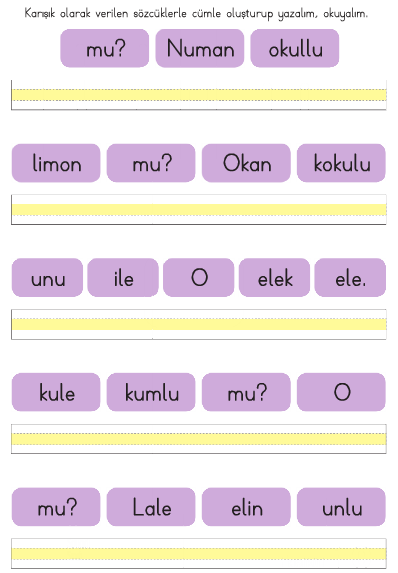 Karışık olarak verilen sözcüklerle cümle oluşturup yazalım, okuyalım.
mu? Numan okullu
limon mu? Okan kokulu
unu ile O elek ele.
kule kumlu mu? O
mu? Lale elin unlu